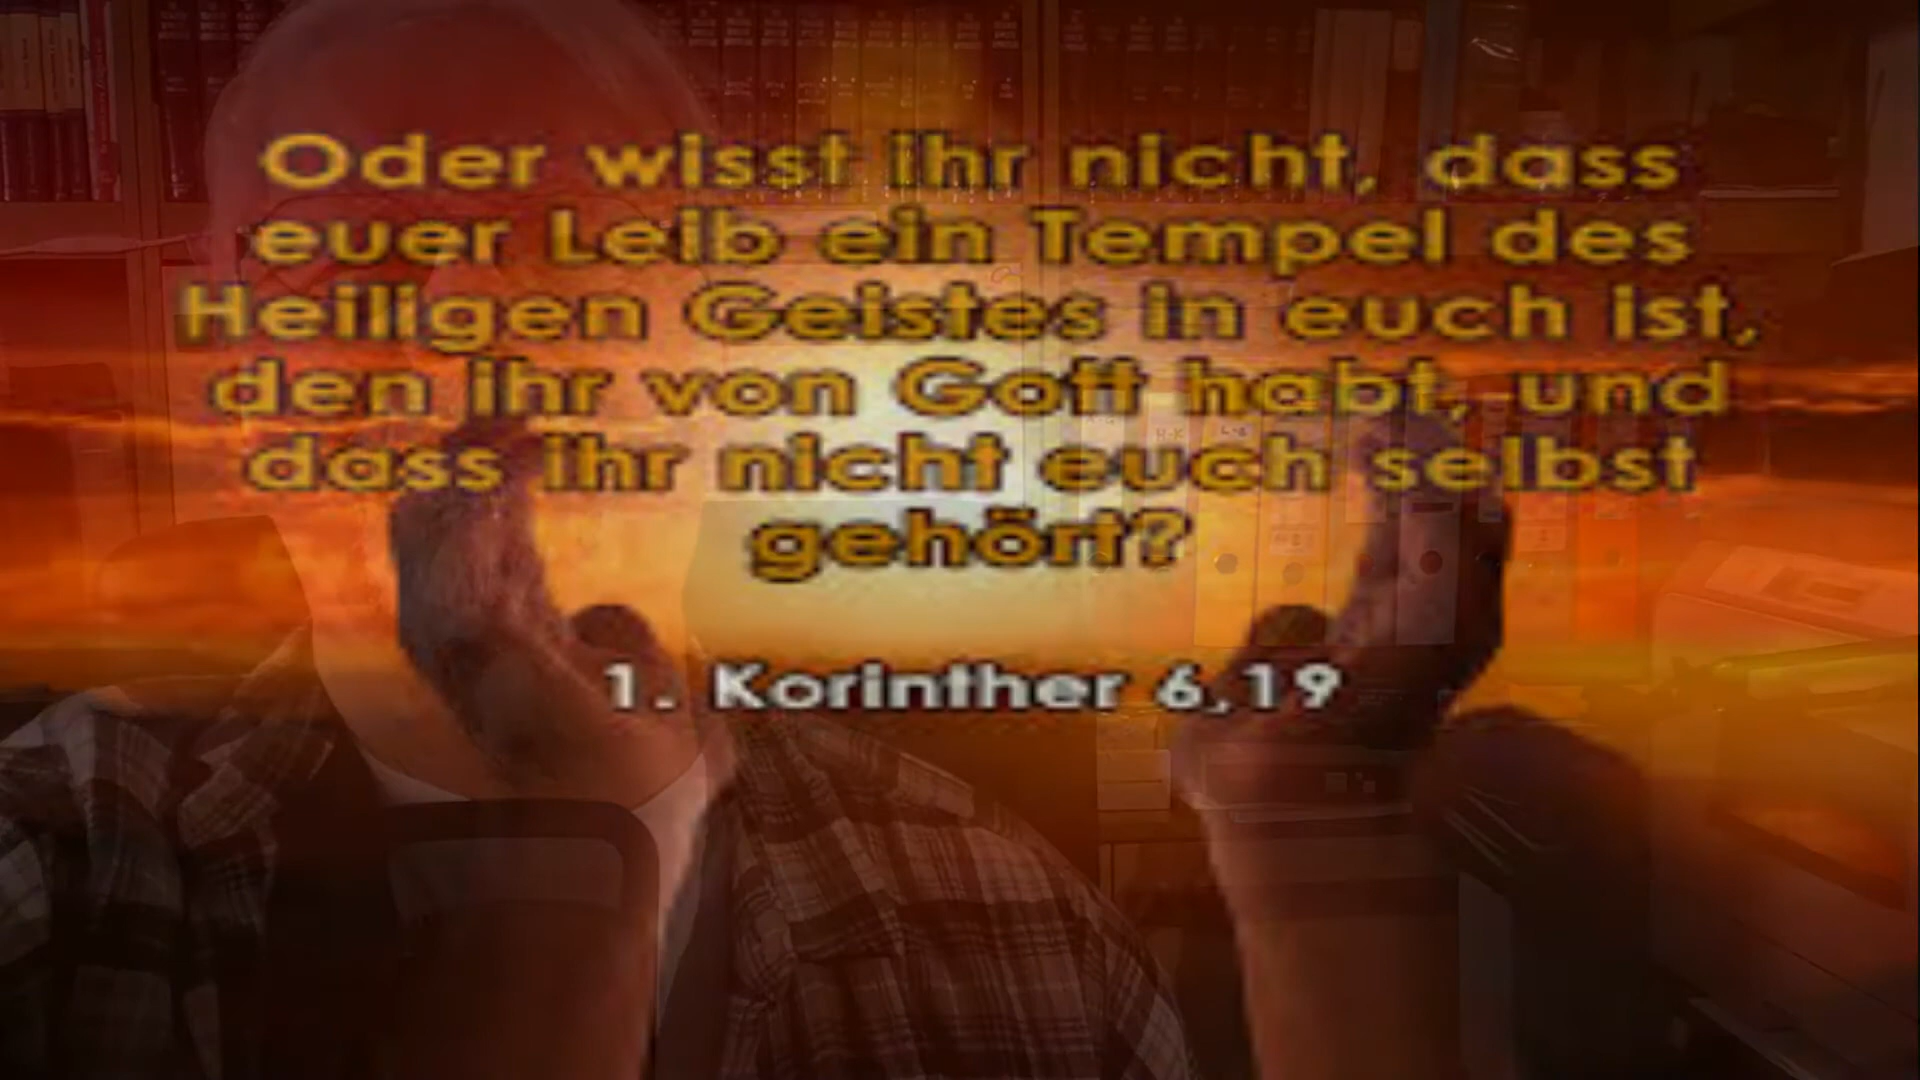 Oder wisst ihr nicht, dass
euer Leib ein Tempel des
Heiligen Geistes in euch ist,
den ihr von Gott habt, und
dass ihr nicht euch selbst
gehört?
1. Korinther 6,19
H-K
L-